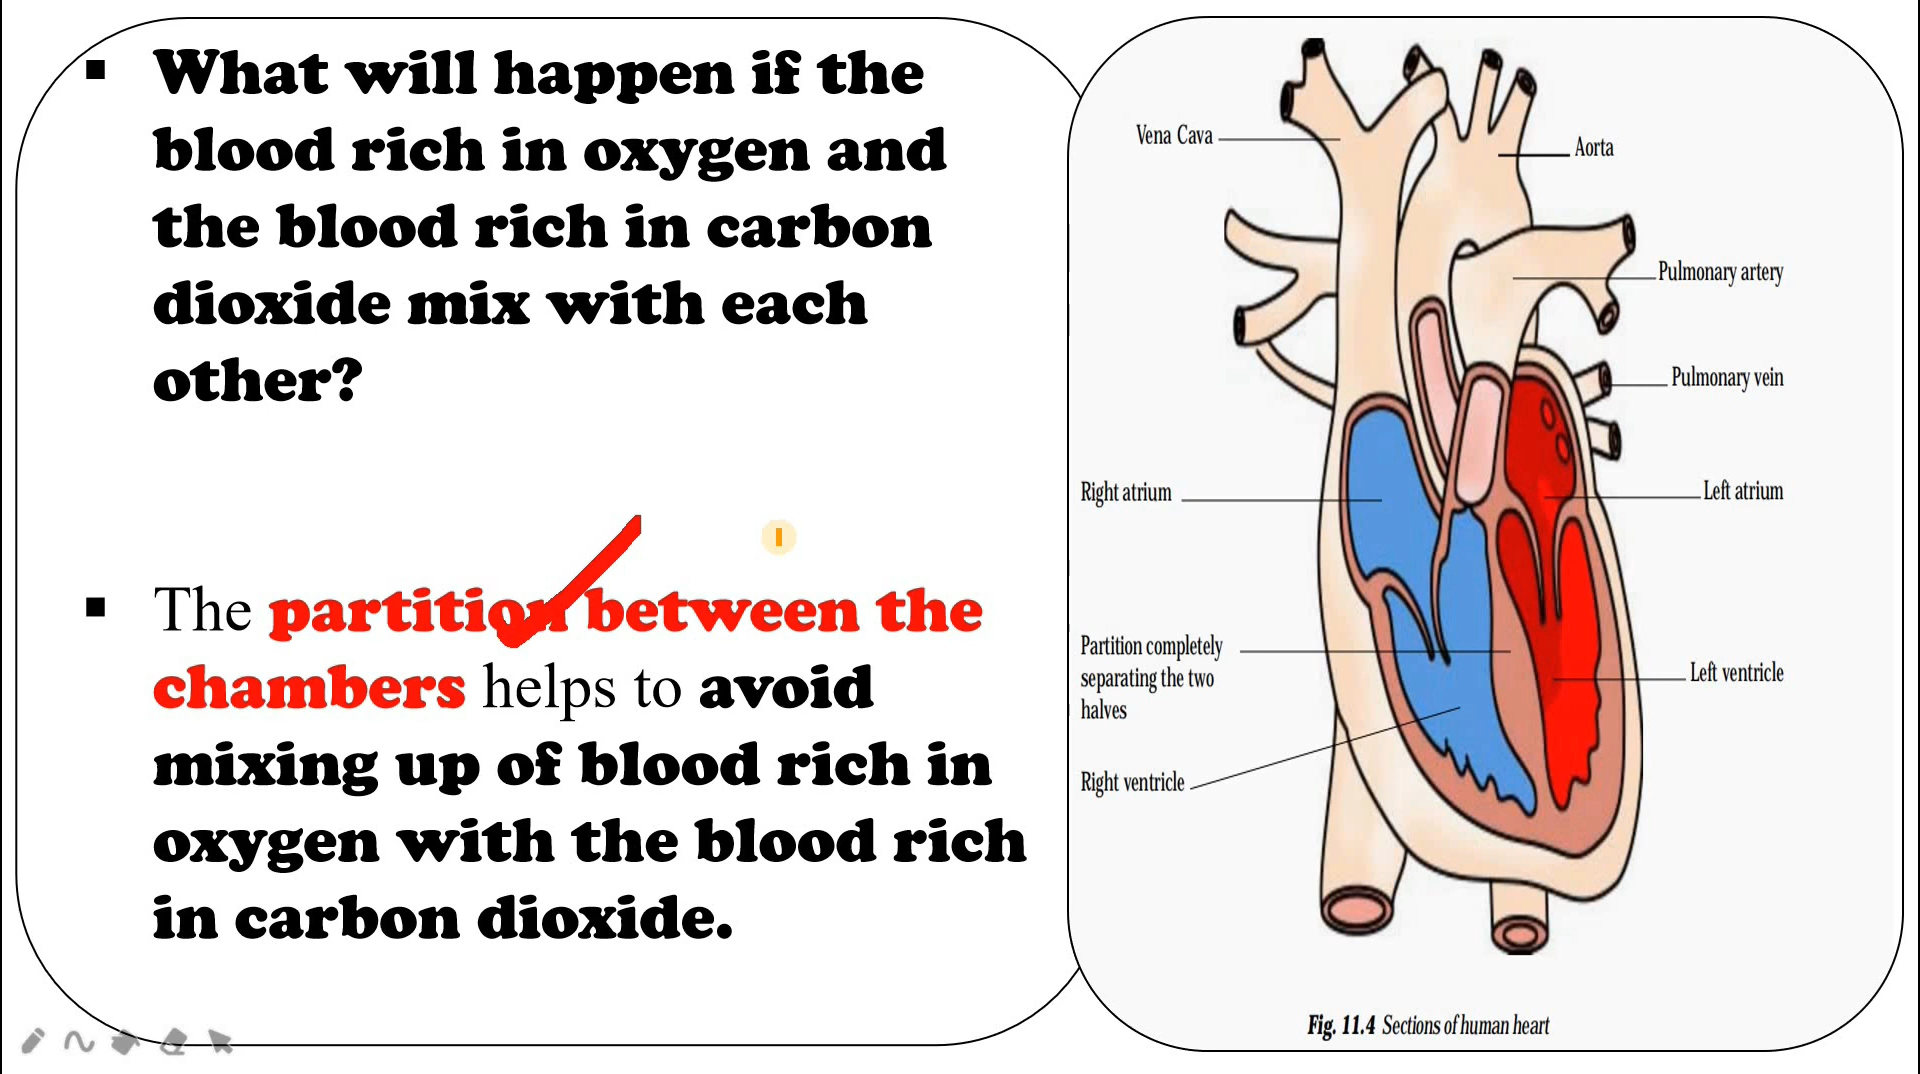 What will happen if the
blood rich in oxygen and
the blood rich in carbon
dioxide mix with each
other?
The partition between the
chambers helps to avoid
mixing up of blood rich in
oxygen with the blood rich
in carbon dioxide.
Vena Cava
Aorta
Pulmonary artery
Pulmonary vein
Right atrium
Left atrium
Partition completely
separating the two
halves
Left ventricle
Right ventricle
Fig. 11.4 Sections of human heart